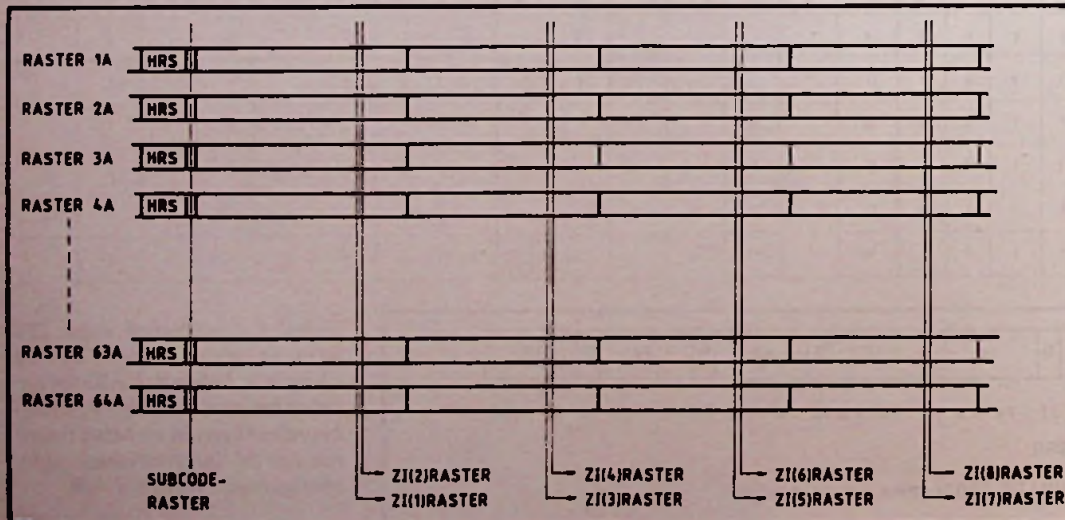 RASTER 1A HRS
RASTER 2A HRS
RASTER 3A HRS
RASTER 4A HRS
RASTER 63A HRS
RASTER 64A HRS
SUBCODE-
RASTER
ZI(2)RASTER
ZI(1)RASTER
ZI(4)RASTER
ZI(3)RASTER
ZI(6)RASTER
ZI(5)RASTER
ZI(8)RASTER
ZI(7)RASTER